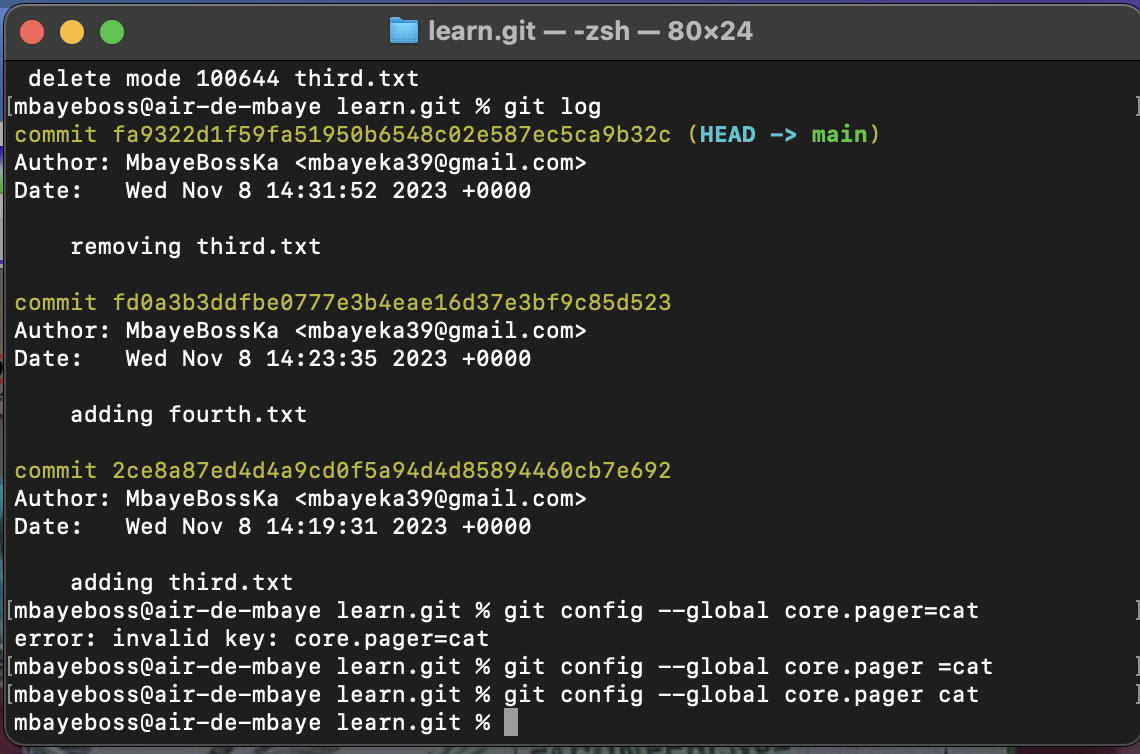 learn.git — -zsh — 80×24
 delete mode 100644 third.txt
[mbayeboss@air-de-mbaye learn.git % git log ]
commit fa9322d1f59fa51950b6548c02e587ec5ca9b32c (HEAD -> main)
Author: MbayeBossKa <mbayeka39@gmail.com>
Date:   Wed Nov 8 14:31:52 2023 +0000
    removing third.txt
commit fd0a3b3ddfbe0777e3b4eae16d37e3bf9c85d523
Author: MbayeBossKa <mbayeka39@gmail.com>
Date:   Wed Nov 8 14:23:35 2023 +0000
    adding fourth.txt
commit 2ce8a87ed4d4a9cd0f5a94d4d85894460cb7e692
Author: MbayeBossKa <mbayeka39@gmail.com>
Date:   Wed Nov 8 14:19:31 2023 +0000
    adding third.txt
[mbayeboss@air-de-mbaye learn.git % git config --global core.pager=cat ]
error: invalid key: core.pager=cat
[mbayeboss@air-de-mbaye learn.git % git config --global core.pager =cat ]
[mbayeboss@air-de-mbaye learn.git % git config --global core.pager cat ]
mbayeboss@air-de-mbaye learn.git %